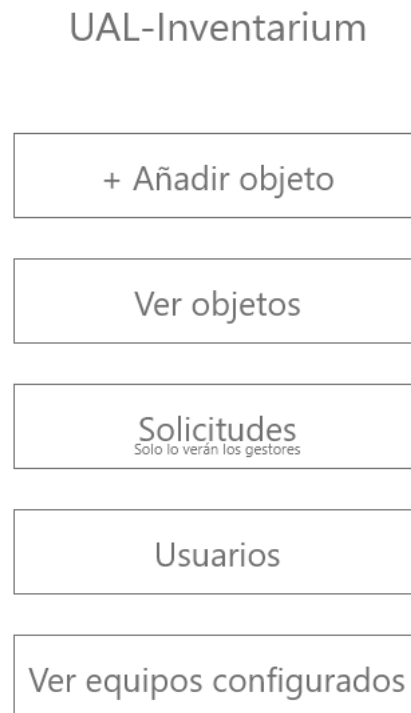 UAL-Inventarium
+ Añadir objeto
Ver objetos
Solicitudes
Solo lo verán los gestores
Usuarios
Ver equipos configurados